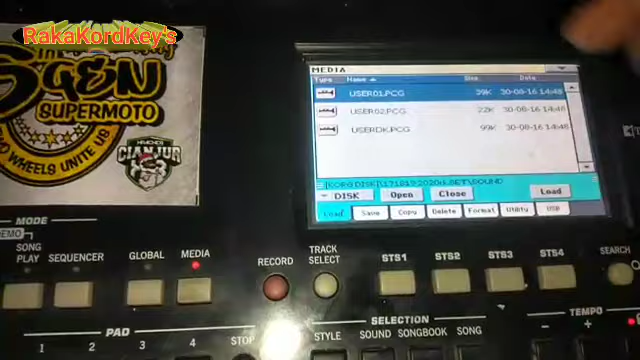 RakaKordKey's
GEN
SUPERMOTO
WHEELS UNITE US
CIANJUR
MEDIA
Type Name Size Date
USER01.PCG 39K 30-08-16 14:48
USER02.PCG 22K 30-08-16 14:48
USERDK.PCG 99K 30-08-16 14:48
DISK Open Close Load
Load Save Copy Delete Format Utility USB
MODE
SONG PLAY SEQUENCER GLOBAL MEDIA
RECORD TRACK SELECT STS1 STS2 STS3 STS4 SEARCH
PAD SELECTION TEMPO
1 2 3 4 STOP STYLE SOUND SONGBOOK SONG - +